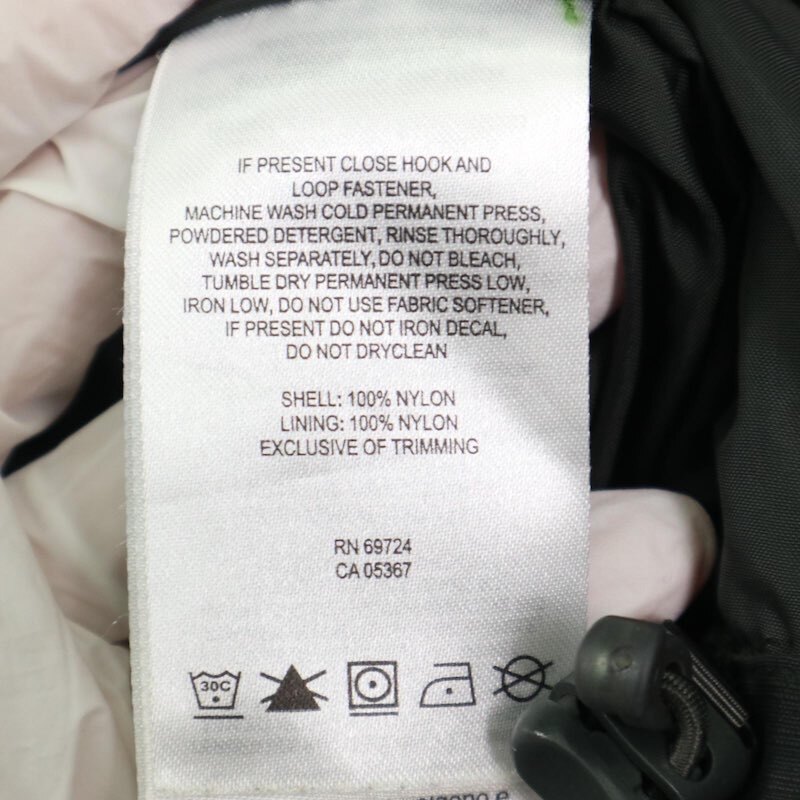 IF PRESENT CLOSE HOOK AND
LOOP FASTENER,
MACHINE WASH COLD PERMANENT PRESS,
POWDERED DETERGENT, RINSE THOROUGHLY,
WASH SEPARATELY, DO NOT BLEACH,
TUMBLE DRY PERMANENT PRESS LOW,
IRON LOW, DO NOT USE FABRIC SOFTENER,
IF PRESENT DO NOT IRON DECAL,
DO NOT DRYCLEAN
SHELL: 100% NYLON
LINING: 100% NYLON
EXCLUSIVE OF TRIMMING
RN 69724
CA 05367
30C